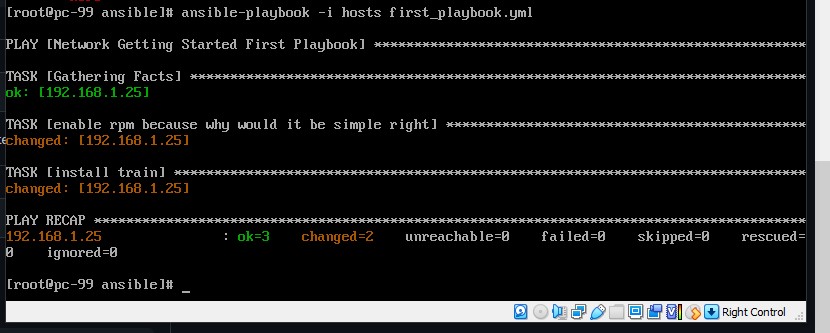 [root@pc-99 ansible]# ansible-playbook -i hosts first_playbook.yml
PLAY [Network Getting Started First Playbook] ******************************************************
TASK [Gathering Facts] *****************************************************************************
ok: [192.168.1.25]
TASK [enable rpm because why would it be simple right] *********************************************
changed: [192.168.1.25]
TASK [install train] *******************************************************************************
changed: [192.168.1.25]
PLAY RECAP *****************************************************************************************
192.168.1.25               : ok=3    changed=2    unreachable=0    failed=0    skipped=0    rescued=
0    ignored=0
[root@pc-99 ansible]# _
Right Control